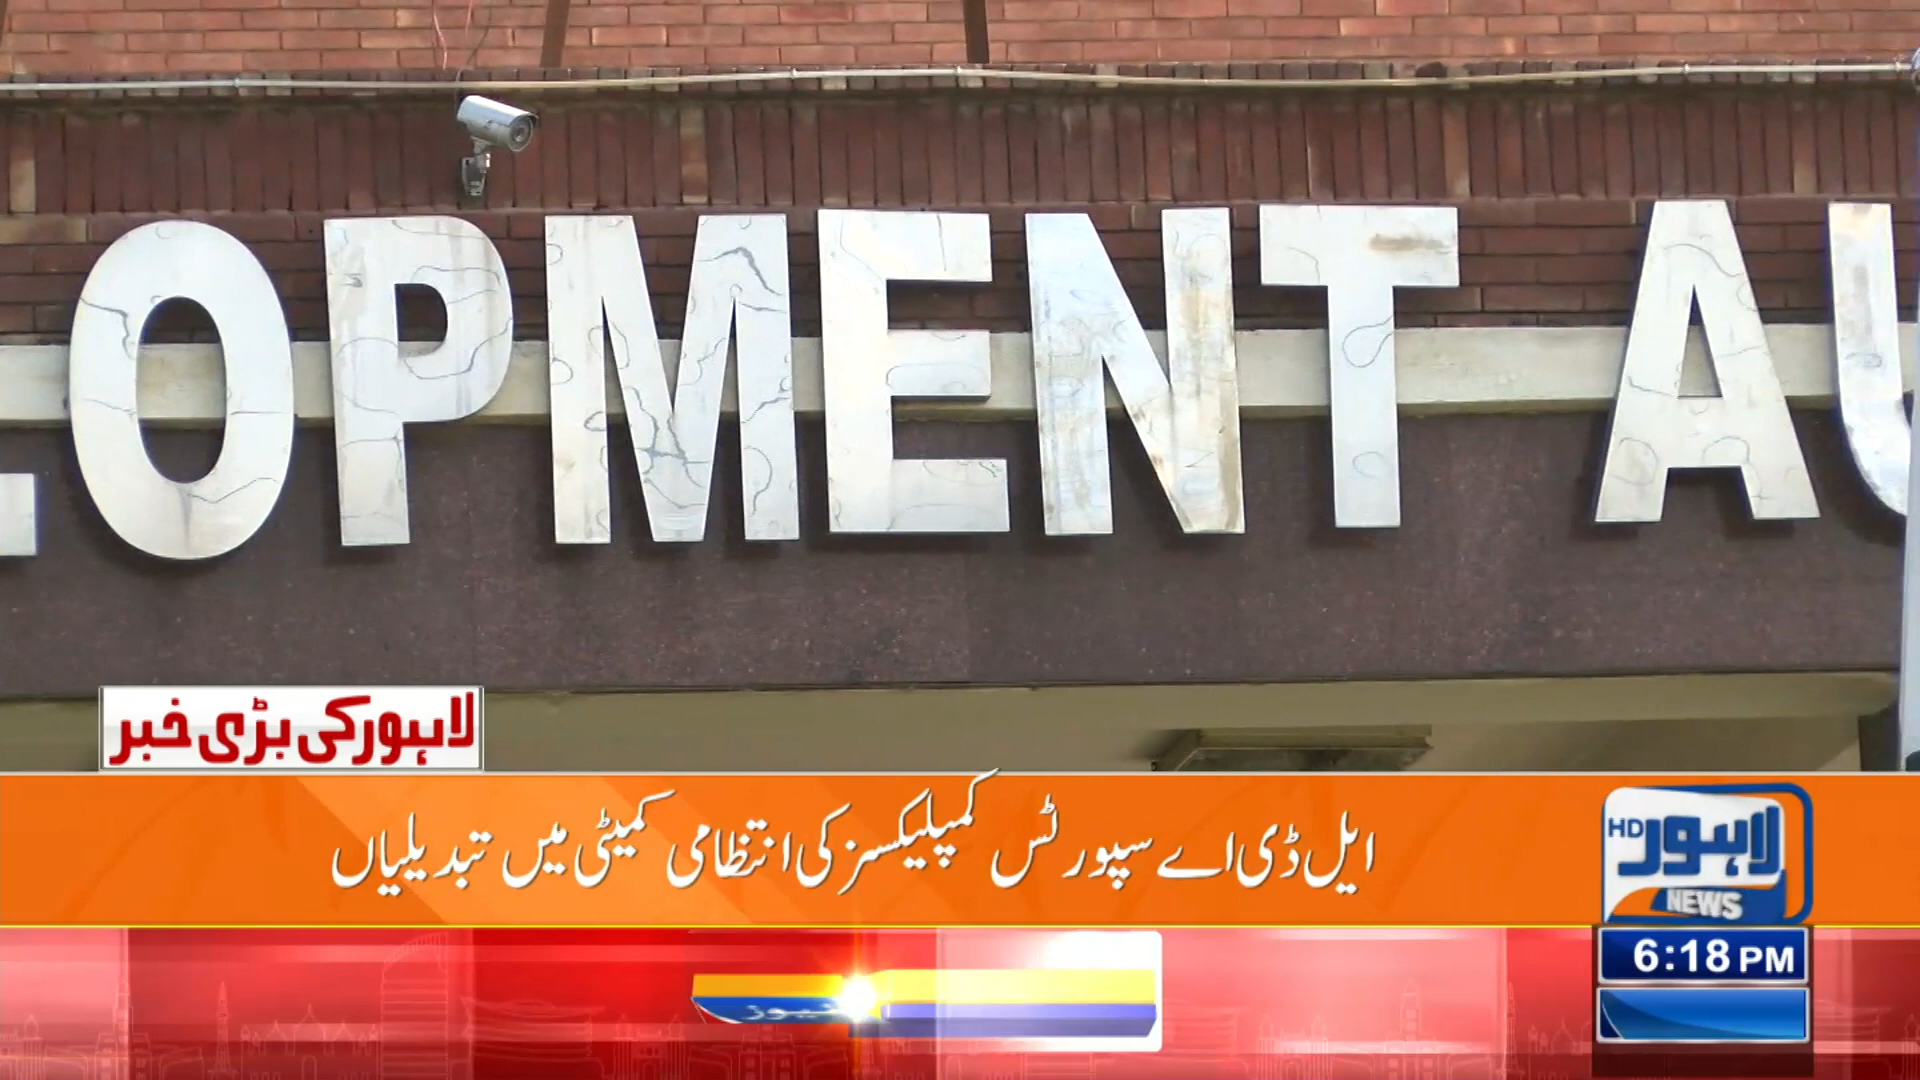 LOPMENT AU
لاہور کی بڑی خبر
ایل ڈی اے سپورٹس کمپلیکسز کی انتظامی کمیٹی میں تبدیلیاں
HD لاہور
NEWS
6:18 PM
نیوز